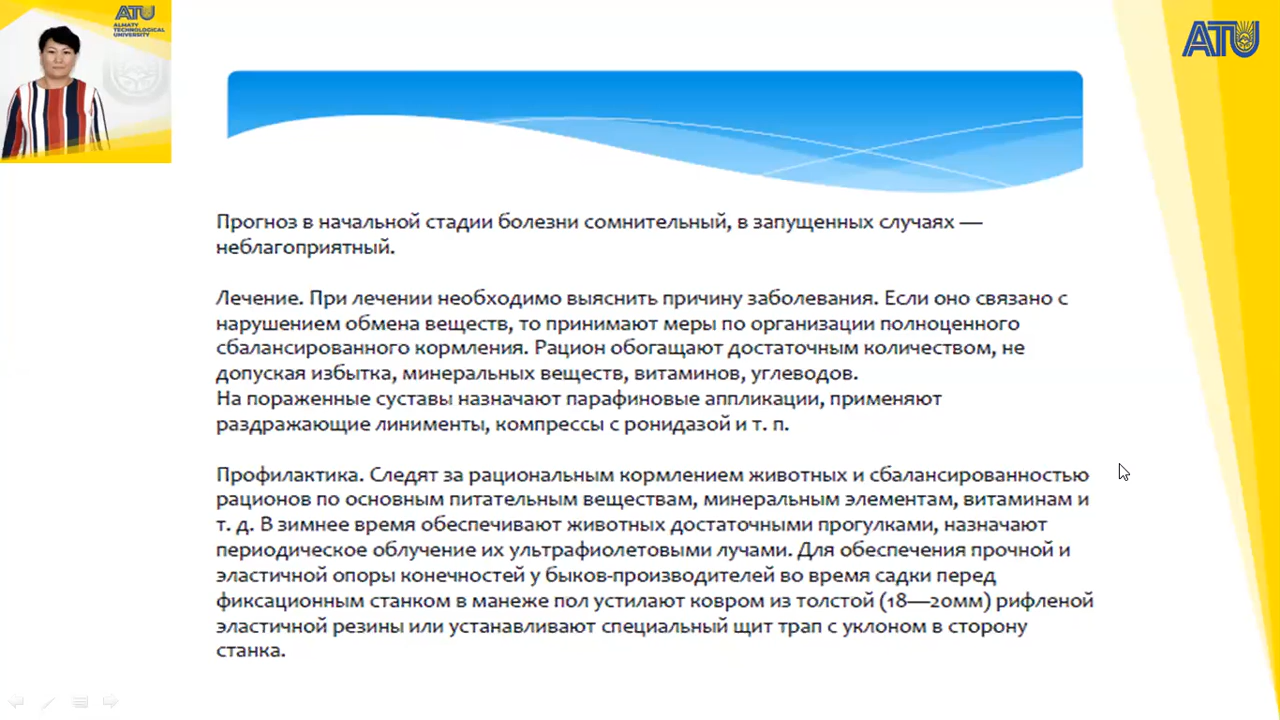 ATU
ALMATY
TECHNOLOGICAL
UNIVERSITY
ATU
Прогноз в начальной стадии болезни сомнительный, в запущенных случаях —
неблагоприятный.
Лечение. При лечении необходимо выяснить причину заболевания. Если оно связано с
нарушением обмена веществ, то принимают меры по организации полноценного
сбалансированного кормления. Рацион обогащают достаточным количеством, не
допуская избытка, минеральных веществ, витаминов, углеводов.
На пораженные суставы назначают парафиновые аппликации, применяют
раздражающие линименты, компрессы с ронидазой и т. п.
Профилактика. Следят за рациональным кормлением животных и сбалансированностью
рационов по основным питательным веществам, минеральным элементам, витаминам и
т. д. В зимнее время обеспечивают животных достаточными прогулками, назначают
периодическое облучение их ультрафиолетовыми лучами. Для обеспечения прочной и
эластичной опоры конечностей у быков-производителей во время садки перед
фиксационным станком в манеже пол устилают ковром из толстой (18—20мм) рифленой
эластичной резины или устанавливают специальный щит трап с уклоном в сторону
станка.